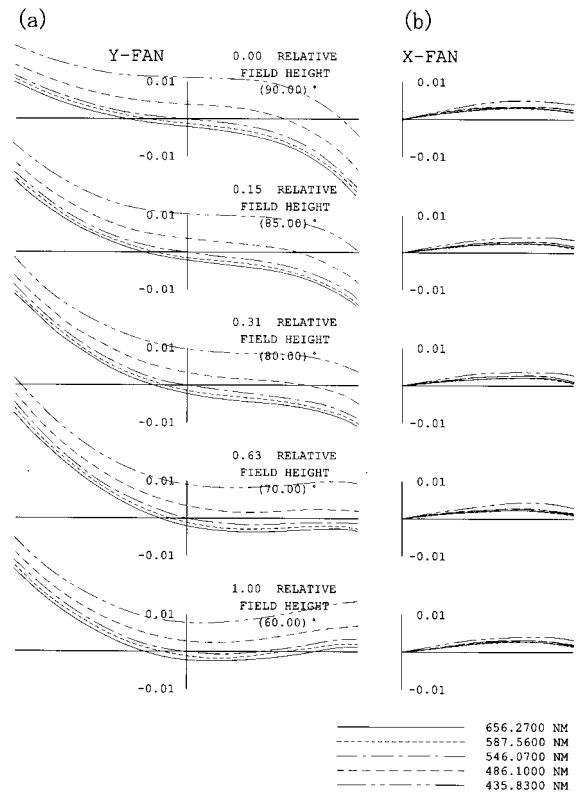 (a)
(b)
Y-FAN
X-FAN
0.00 RELATIVE
FIELD HEIGHT
(90.00)°
0.01
-0.01
0.01
-0.01
0.15 RELATIVE
FIELD HEIGHT
(85.00)°
0.01
-0.01
0.01
-0.01
0.31 RELATIVE
FIELD HEIGHT
(80.00)°
0.01
-0.01
0.01
-0.01
0.63 RELATIVE
FIELD HEIGHT
(70.00)°
0.01
-0.01
0.01
-0.01
1.00 RELATIVE
FIELD HEIGHT
(60.00)°
0.01
-0.01
0.01
-0.01
656.2700 NM
587.5600 NM
546.0700 NM
486.1000 NM
435.8300 NM